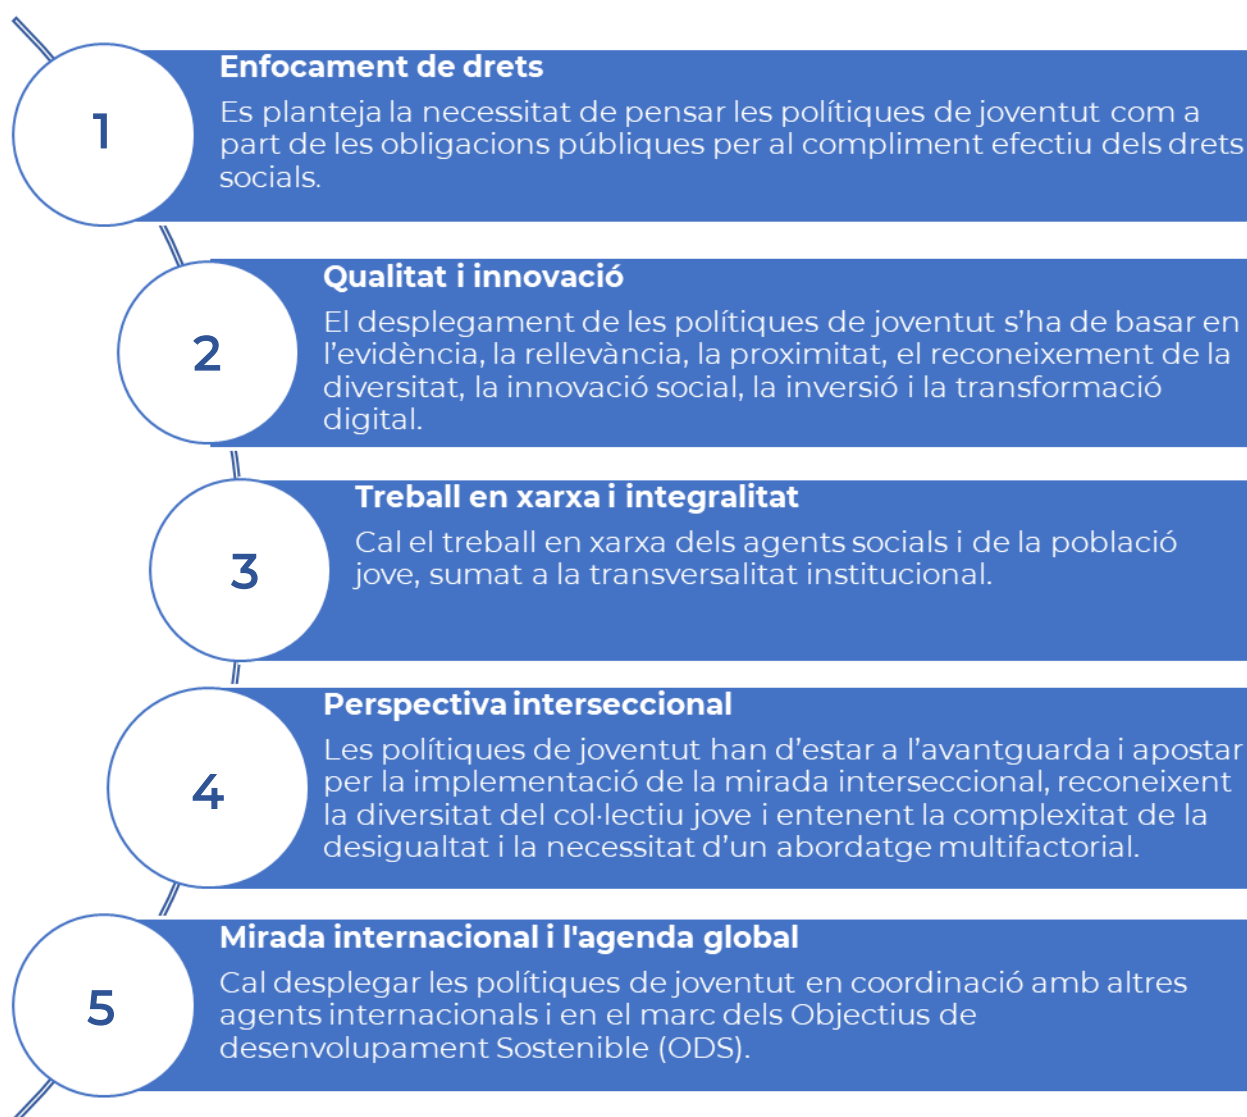 1
Enfocament de drets
Es planteja la necessitat de pensar les polítiques de joventut com a
part de les obligacions públiques per al compliment efectiu dels drets
socials.
2
Qualitat i innovació
El desplegament de les polítiques de joventut s’ha de basar en
l’evidència, la rellevància, la proximitat, el reconeixement de la
diversitat, la innovació social, la inversió i la transformació
digital.
3
Treball en xarxa i integralitat
Cal el treball en xarxa dels agents socials i de la població
jove, sumat a la transversalitat institucional.
4
Perspectiva interseccional
Les polítiques de joventut han d’estar a l’avantguarda i apostar
per la implementació de la mirada interseccional, reconeixent
la diversitat del col·lectiu jove i entenent la complexitat de la
desigualtat i la necessitat d’un abordatge multifactorial.
5
Mirada internacional i l'agenda global
Cal desplegar les polítiques de joventut en coordinació amb altres
agents internacionals i en el marc dels Objectius de
desenvolupament Sostenible (ODS).